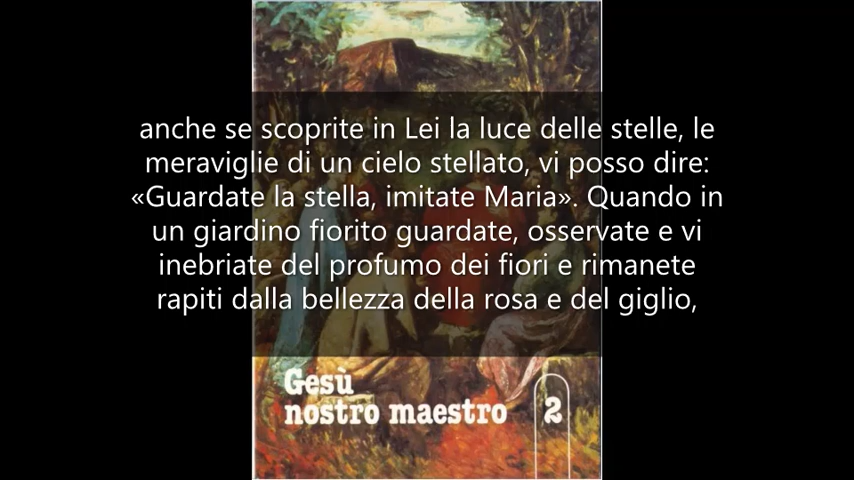 anche se scoprite in Lei la luce delle stelle, le
meraviglie di un cielo stellato, vi posso dire:
«Guardate la stella, imitate Maria». Quando in
un giardino fiorito guardate, osservate e vi
inebriate del profumo dei fiori e rimanete
rapiti dalla bellezza della rosa e del giglio,
Gesù
nostro maestro
2